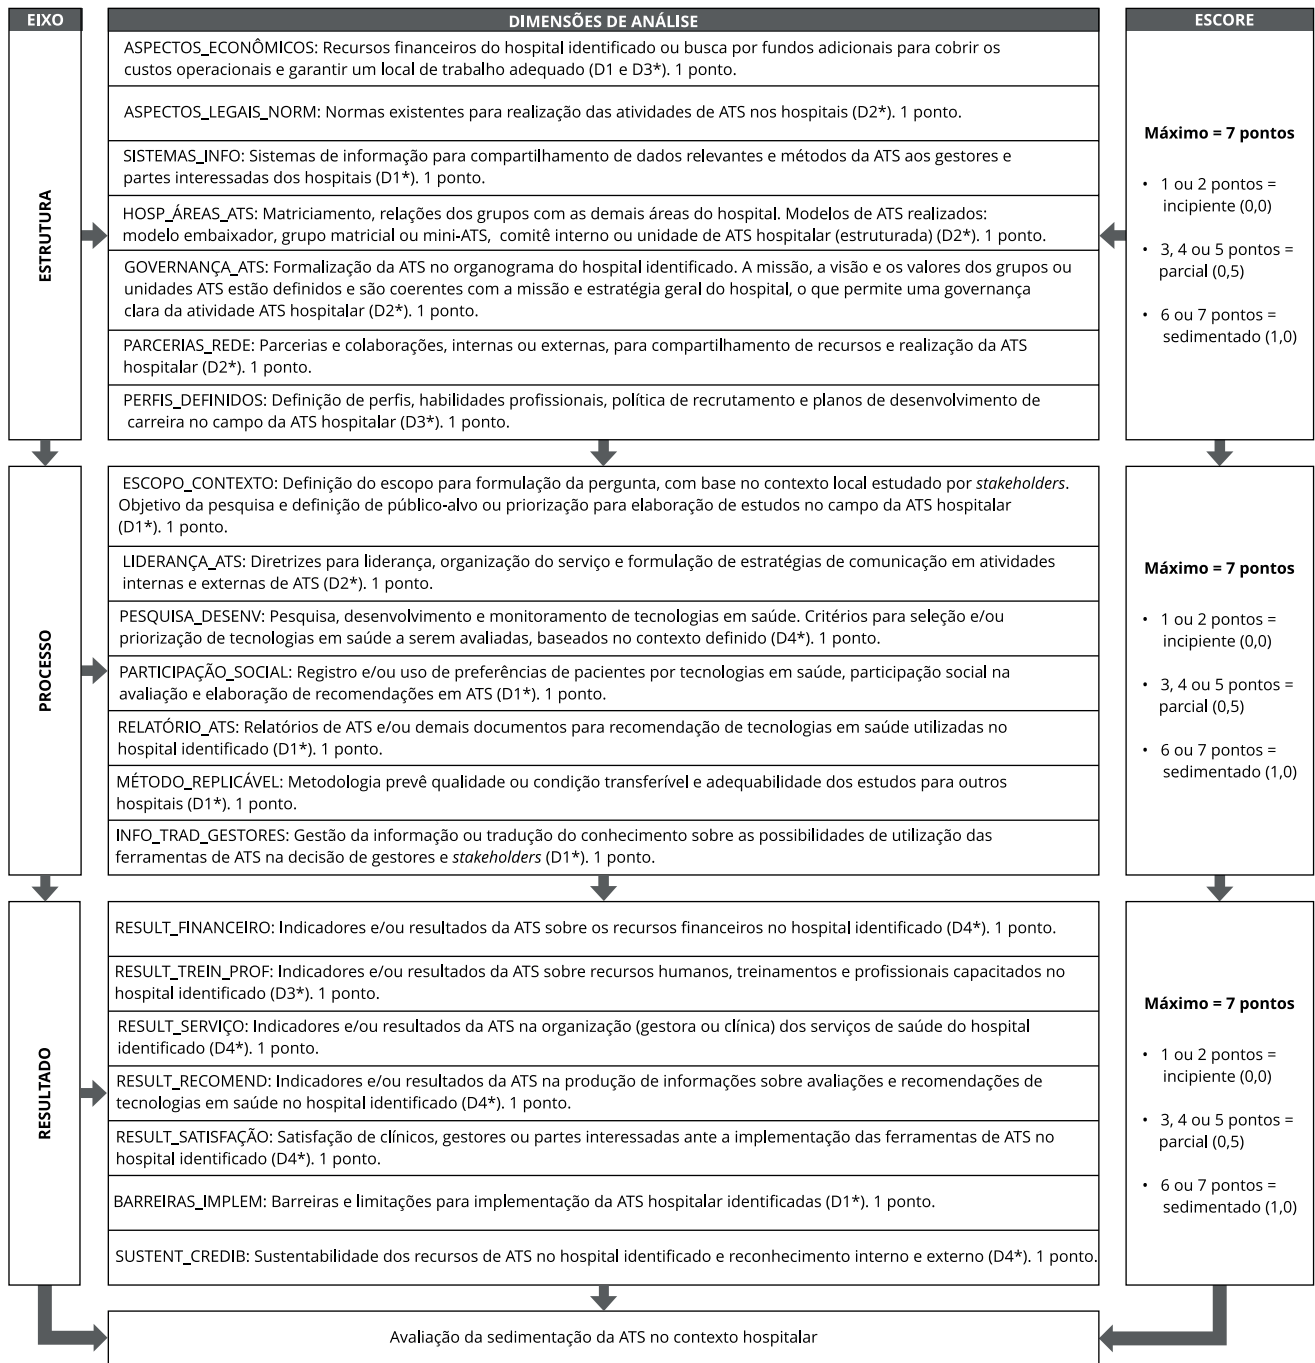 EIXO
DIMENSÕES DE ANÁLISE
ESCORE
ESTRUTURA
ASPECTOS_ECONÔMICOS: Recursos financeiros do hospital identificado ou busca por fundos adicionais para cobrir os
custos operacionais e garantir um local de trabalho adequado (D1 e D3*). 1 ponto.
ASPECTOS_LEGAIS_NORM: Normas existentes para realização das atividades de ATS nos hospitais (D2*). 1 ponto.
SISTEMAS_INFO: Sistemas de informação para compartilhamento de dados relevantes e métodos da ATS aos gestores e
partes interessadas dos hospitais (D1*). 1 ponto.
HOSP_ÁREAS_ATS: Matriciamento, relações dos grupos com as demais áreas do hospital. Modelos de ATS realizados:
modelo embaixador, grupo matricial ou mini-ATS, comitê interno ou unidade de ATS hospitalar (estruturada) (D2*). 1 ponto.
GOVERNANÇA_ATS: Formalização da ATS no organograma do hospital identificado. A missão, a visão e os valores dos grupos ou
unidades ATS estão definidos e são coerentes com a missão e estratégia geral do hospital, o que permite uma governança
clara da atividade ATS hospitalar (D2*). 1 ponto.
PARCERIAS_REDE: Parcerias e colaborações, internas ou externas, para compartilhamento de recursos e realização da ATS
hospitalar (D2*). 1 ponto.
PERFIS_DEFINIDOS: Definição de perfis, habilidades profissionais, política de recrutamento e planos de desenvolvimento de
carreira no campo da ATS hospitalar (D3*). 1 ponto.
Máximo = 7 pontos
• 1 ou 2 pontos =
incipiente (0,0)
• 3, 4 ou 5 pontos =
parcial (0,5)
• 6 ou 7 pontos =
sedimentado (1,0)
PROCESSO
ESCOPO_CONTEXTO: Definição do escopo para formulação da pergunta, com base no contexto local estudado por stakeholders.
Objetivo da pesquisa e definição de público-alvo ou priorização para elaboração de estudos no campo da ATS hospitalar
(D1*). 1 ponto.
LIDERANÇA_ATS: Diretrizes para liderança, organização do serviço e formulação de estratégias de comunicação em atividades
internas e externas de ATS (D2*). 1 ponto.
PESQUISA_DESENV: Pesquisa, desenvolvimento e monitoramento de tecnologias em saúde. Critérios para seleção e/ou
priorização de tecnologias em saúde a serem avaliadas, baseados no contexto definido (D4*). 1 ponto.
PARTICIPAÇÃO_SOCIAL: Registro e/ou uso de preferências de pacientes por tecnologias em saúde, participação social na
avaliação e elaboração de recomendações em ATS (D1*). 1 ponto.
RELATÓRIO_ATS: Relatórios de ATS e/ou demais documentos para recomendação de tecnologias em saúde utilizadas no
hospital identificado (D1*). 1 ponto.
MÉTODO_REPLICÁVEL: Metodologia prevê qualidade ou condição transferível e adequabilidade dos estudos para outros
hospitais (D1*). 1 ponto.
INFO_TRAD_GESTORES: Gestão da informação ou tradução do conhecimento sobre as possibilidades de utilização das
ferramentas de ATS na decisão de gestores e stakeholders (D1*). 1 ponto.
Máximo = 7 pontos
• 1 ou 2 pontos =
incipiente (0,0)
• 3, 4 ou 5 pontos =
parcial (0,5)
• 6 ou 7 pontos =
sedimentado (1,0)
RESULTADO
RESULT_FINANCEIRO: Indicadores e/ou resultados da ATS sobre os recursos financeiros no hospital identificado (D4*). 1 ponto.
RESULT_TREIN_PROF: Indicadores e/ou resultados da ATS sobre recursos humanos, treinamentos e profissionais capacitados no
hospital identificado (D3*). 1 ponto.
RESULT_SERVIÇO: Indicadores e/ou resultados da ATS na organização (gestora ou clínica) dos serviços de saúde do hospital
identificado (D4*). 1 ponto.
RESULT_RECOMEND: Indicadores e/ou resultados da ATS na produção de informações sobre avaliações e recomendações de
tecnologias em saúde no hospital identificado (D4*). 1 ponto.
RESULT_SATISFAÇÃO: Satisfação de clínicos, gestores ou partes interessadas ante a implementação das ferramentas de ATS no
hospital identificado (D4*). 1 ponto.
BARREIRAS_IMPLEM: Barreiras e limitações para implementação da ATS hospitalar identificadas (D1*). 1 ponto.
SUSTENT_CREDIB: Sustentabilidade dos recursos de ATS no hospital identificado e reconhecimento interno e externo (D4*). 1 ponto.
Máximo = 7 pontos
• 1 ou 2 pontos =
incipiente (0,0)
• 3, 4 ou 5 pontos =
parcial (0,5)
• 6 ou 7 pontos =
sedimentado (1,0)
Avaliação da sedimentação da ATS no contexto hospitalar